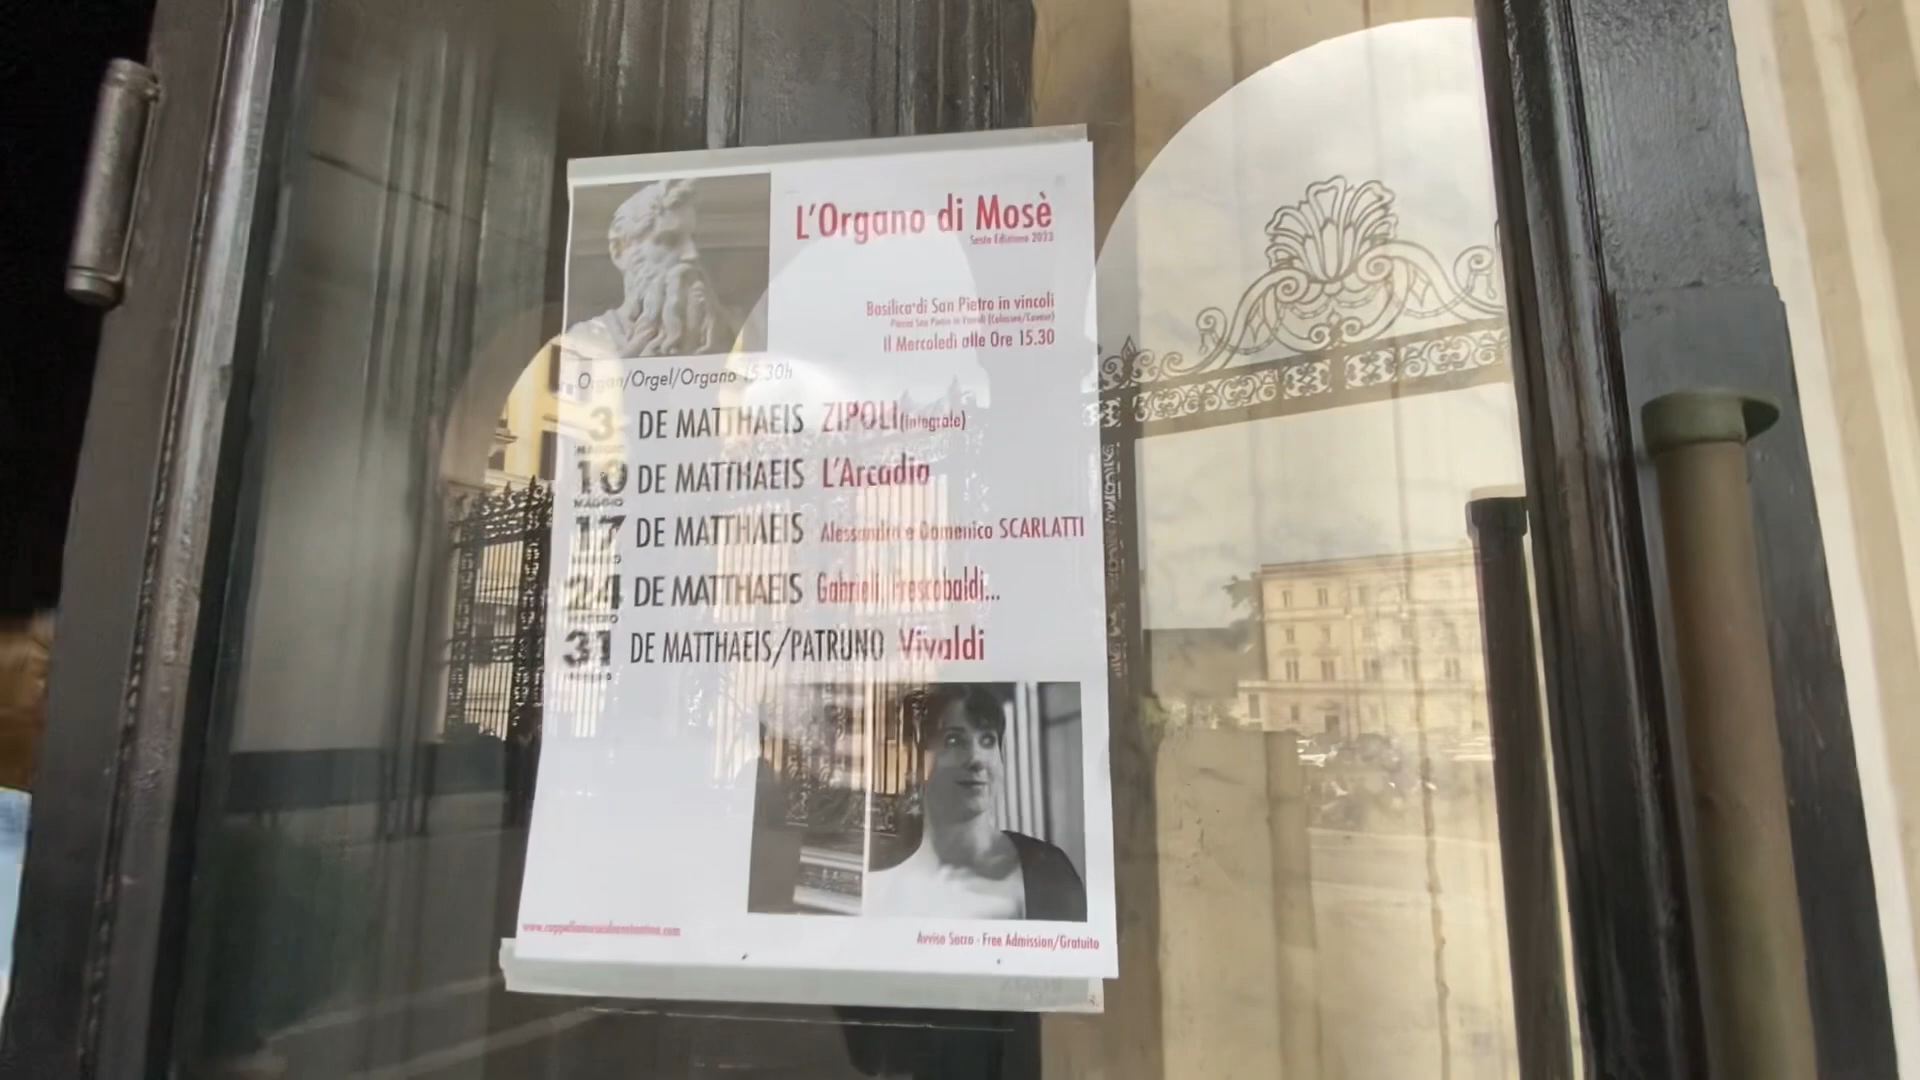 L'Organo di Mosè
Sesta Edizione 2023
Basilica di San Pietro in vincoli
Piazza San Pietro in Vincoli (Colosseo/Cavour)
Il Mercoledì alle Ore 15.30
Organ/Orgel/Organo 15.30h
3 DE MATTHAEIS ZIPOLI (integrale)
MAGGIO
10 DE MATTHAEIS L'Arcadia
MAGGIO
17 DE MATTHAEIS Alessandro e Domenico SCARLATTI
24 DE MATTHAEIS Gabrieli, Frescobaldi...
31 DE MATTHAEIS/PATRUNO Vivaldi
Avviso Sacro - Free Admission/Gratuito